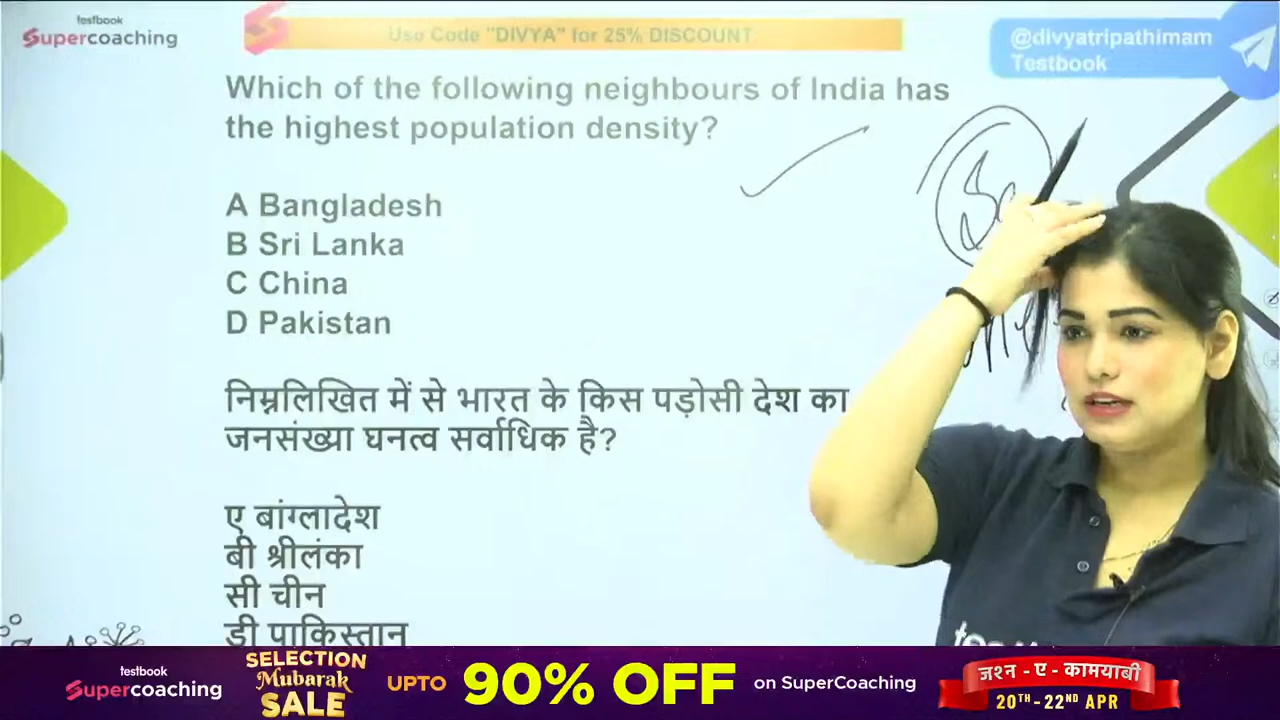 testbook
Supercoaching
Use Code "DIVYA" for 25% DISCOUNT
@divyatripathimam
Testbook
Which of the following neighbours of India has
the highest population density?
A Bangladesh
B Sri Lanka
C China
D Pakistan
निम्नलिखित में से भारत के किस पड़ोसी देश का
जनसंख्या घनत्व सर्वाधिक है?
ए बांग्लादेश
बी श्रीलंका
सी चीन
डी पाकिस्तान
testbook
Supercoaching
SELECTION
Mubarak
SALE
UPTO 90% OFF on SuperCoaching
जश्न - ए - कामयाबी
20TH - 22ND APR